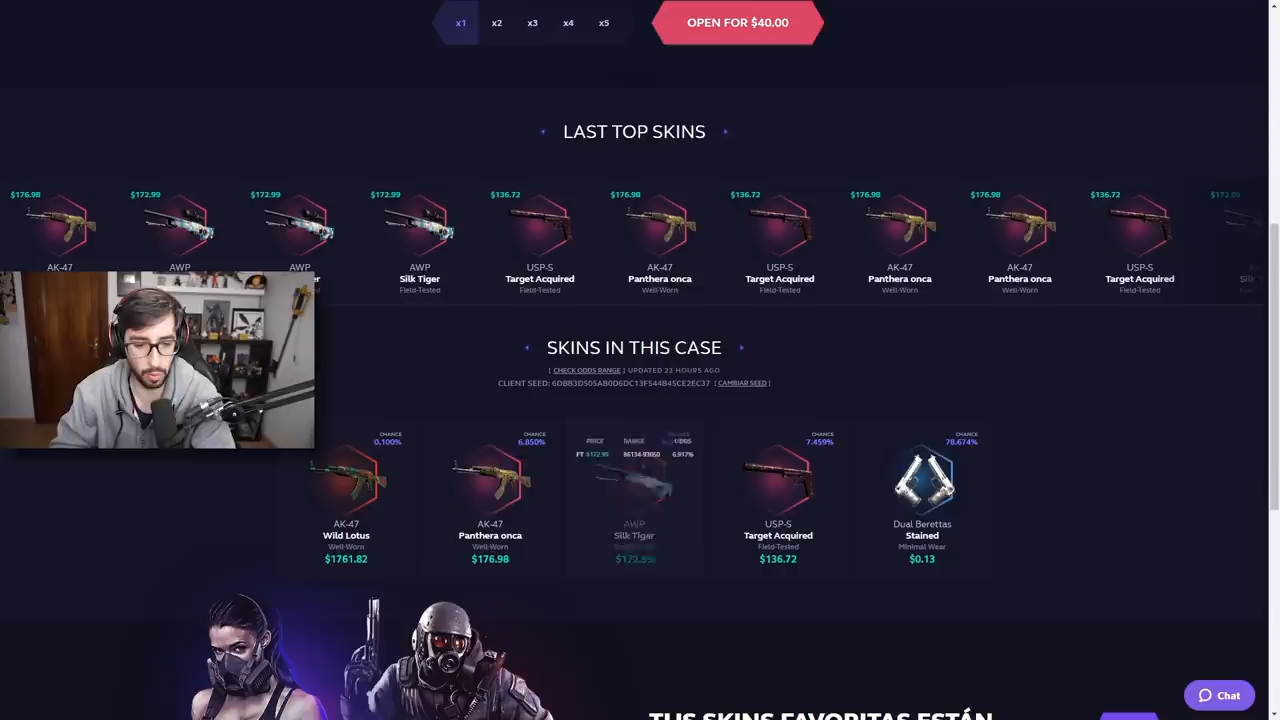 x1 x2 x3 x4 x5 OPEN FOR $40.00
LAST TOP SKINS
$176.98 $172.99 $172.99 $172.99 $136.72 $176.98 $136.72 $176.98 $176.98 $136.72
AK-47 AWP AWP AWP USP-S AK-47 USP-S AK-47 AK-47 USP-S
Silk Tiger Target Acquired Panthera onca Target Acquired Panthera onca Panthera onca Target Acquired
Field-Tested Field-Tested Well-Worn Field-Tested Well-Worn Well-Worn Field-Tested
SKINS IN THIS CASE
[ CHECK ODDS RANGE ] UPDATED 23 HOURS AGO
CLIENT SEED: 6DBB3D505AB0D6DC13F544B45CE2EC37 [ CAMBIAR SEED ]
CHANCE CHANCE PRICE RANGE ODDS CHANCE CHANCE
0.100% 6.850% 7.459% 78.674%
FT $172.99 86134-93050 6.917%
AK-47 AK-47 AWP USP-S Dual Berettas
Wild Lotus Panthera onca Silk Tiger Target Acquired Stained
Well-Worn Well-Worn Field-Tested Minimal Wear
$1761.82 $176.98 $172.99 $136.72 $0.13
TUS SKINS FAVORITAS ESTÁN
Chat